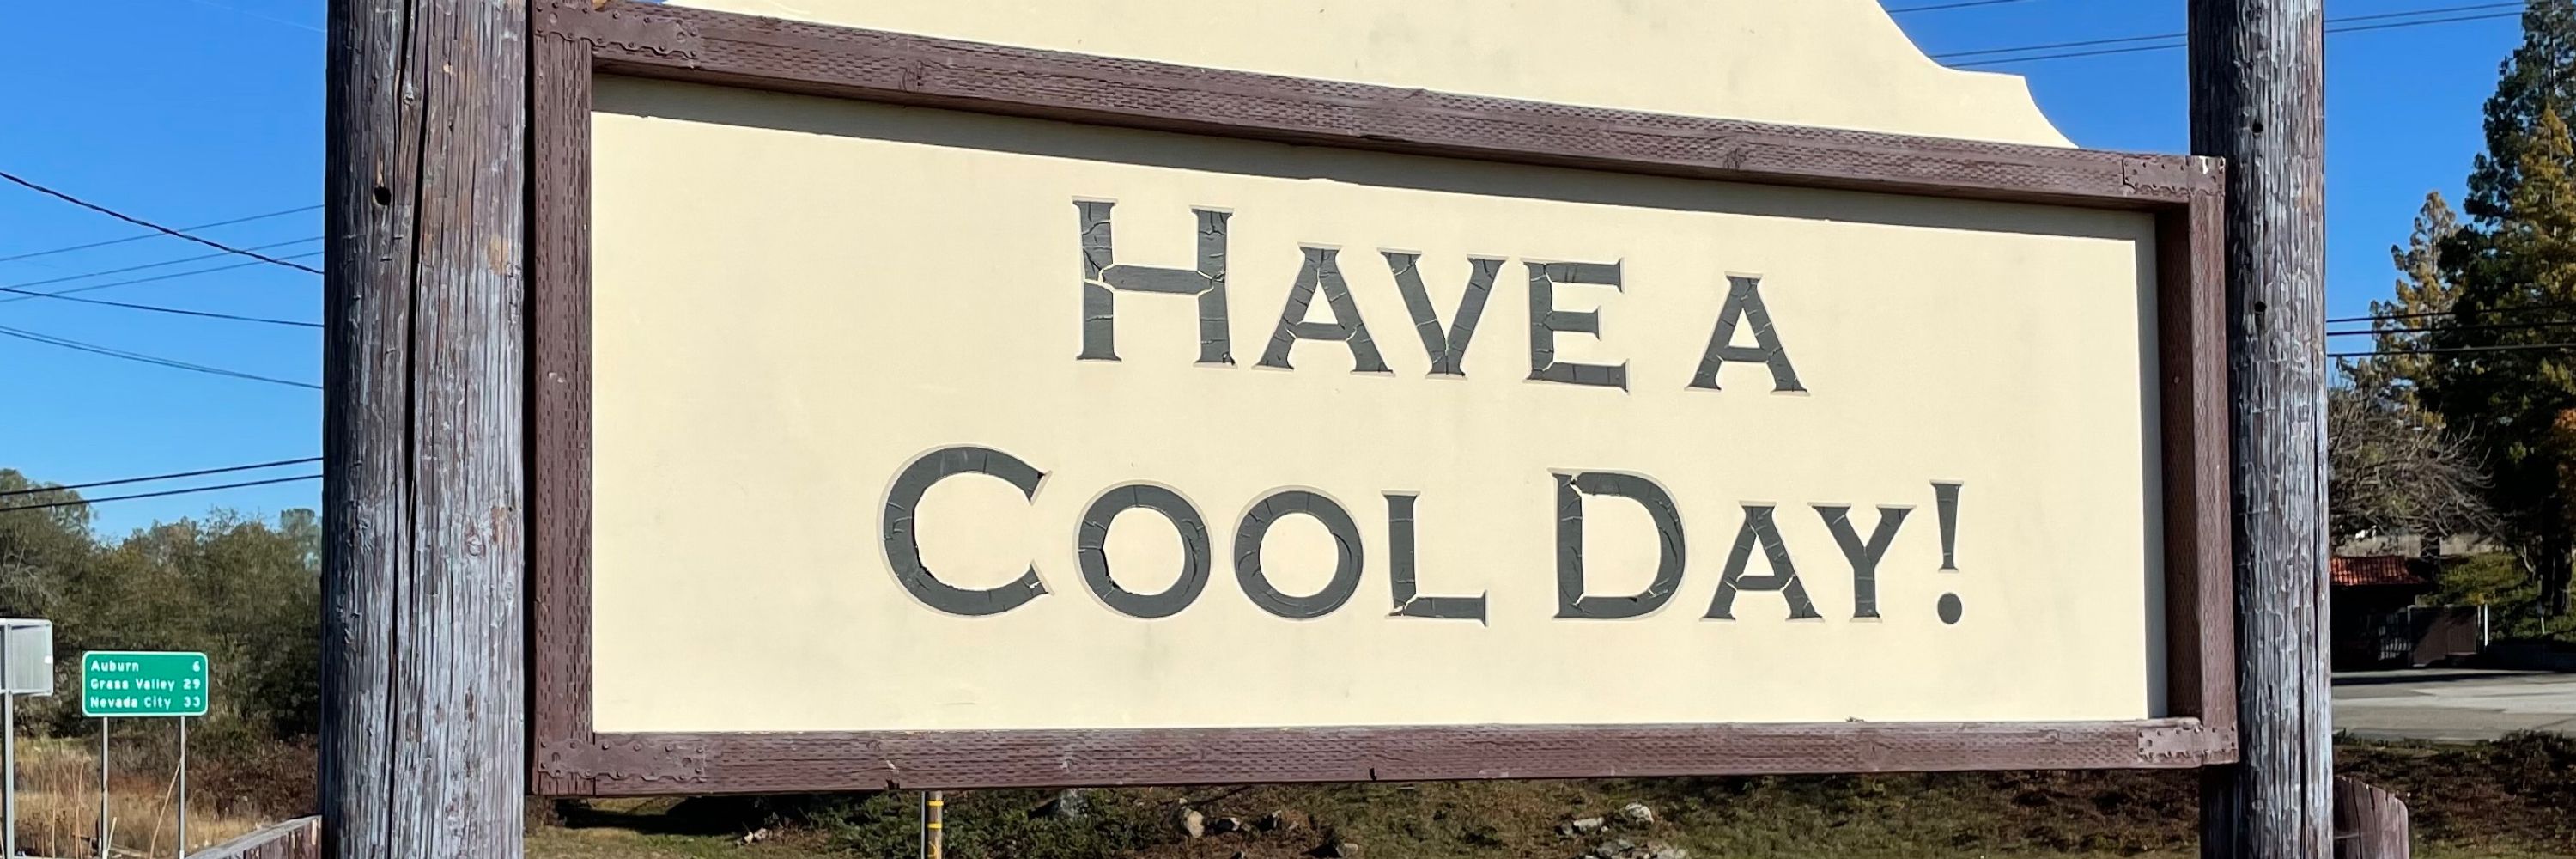 HAVE A
COOL DAY!
Auburn 6
Grass Valley 29
Nevada City 33